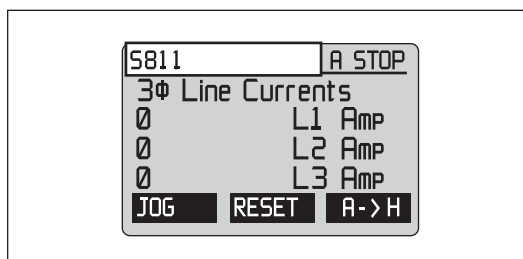 S811 A STOP
3Φ Line Currents
0 L1 Amp
0 L2 Amp
0 L3 Amp
JOG RESET A->H